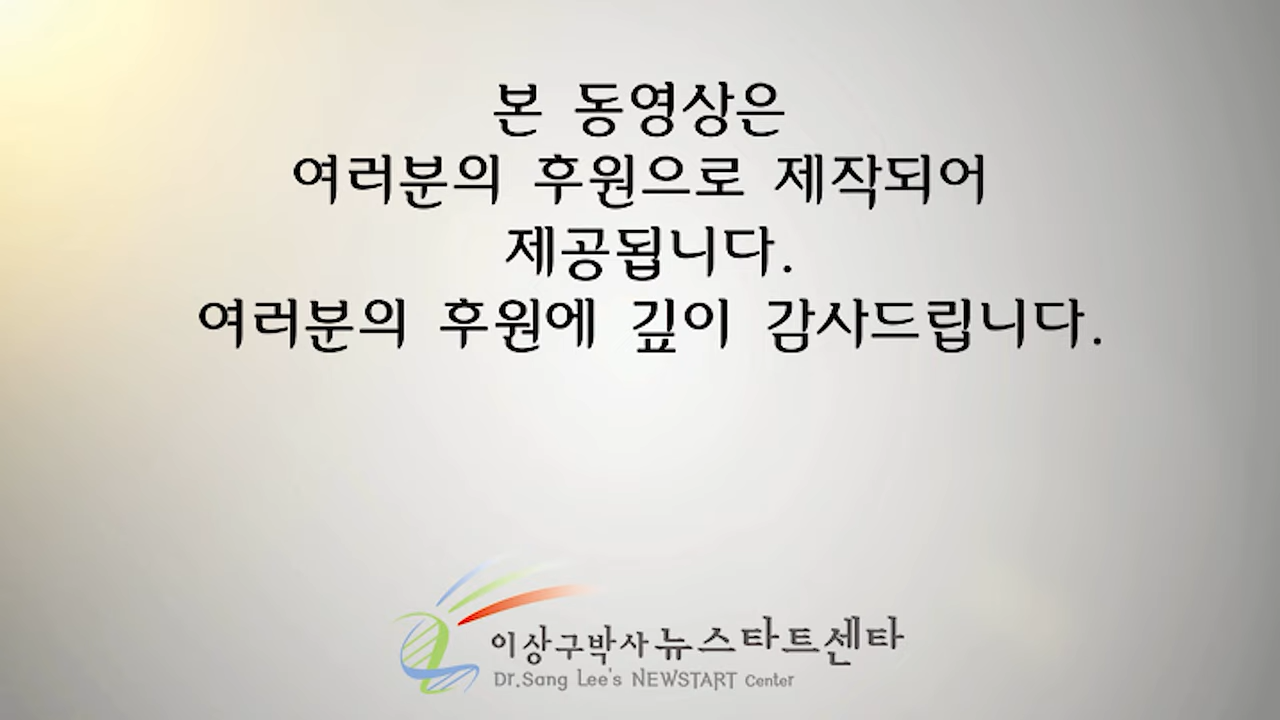 본 동영상은
여러분의 후원으로 제작되어
제공됩니다.
여러분의 후원에 깊이 감사드립니다.
이상구박사 뉴스타트센타
Dr.Sang Lee's NEWSTART Center